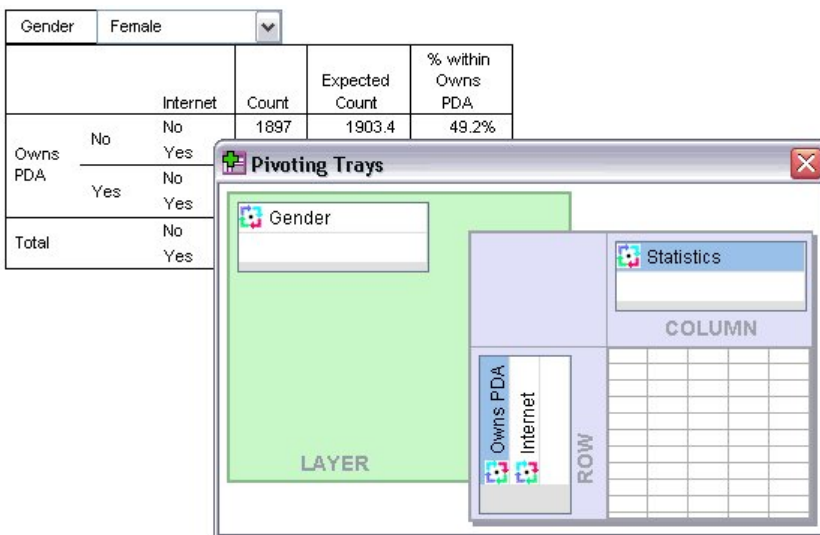 Gender Female
% within
Expected Owns
Internet Count Count PDA
No 1897 1903.4 49.2%
No
Owns Yes
PDA No
Yes
Yes
No
Total
Yes
Pivoting Trays
Gender
Statistics
COLUMN
Owns PDA
Internet
ROW
LAYER